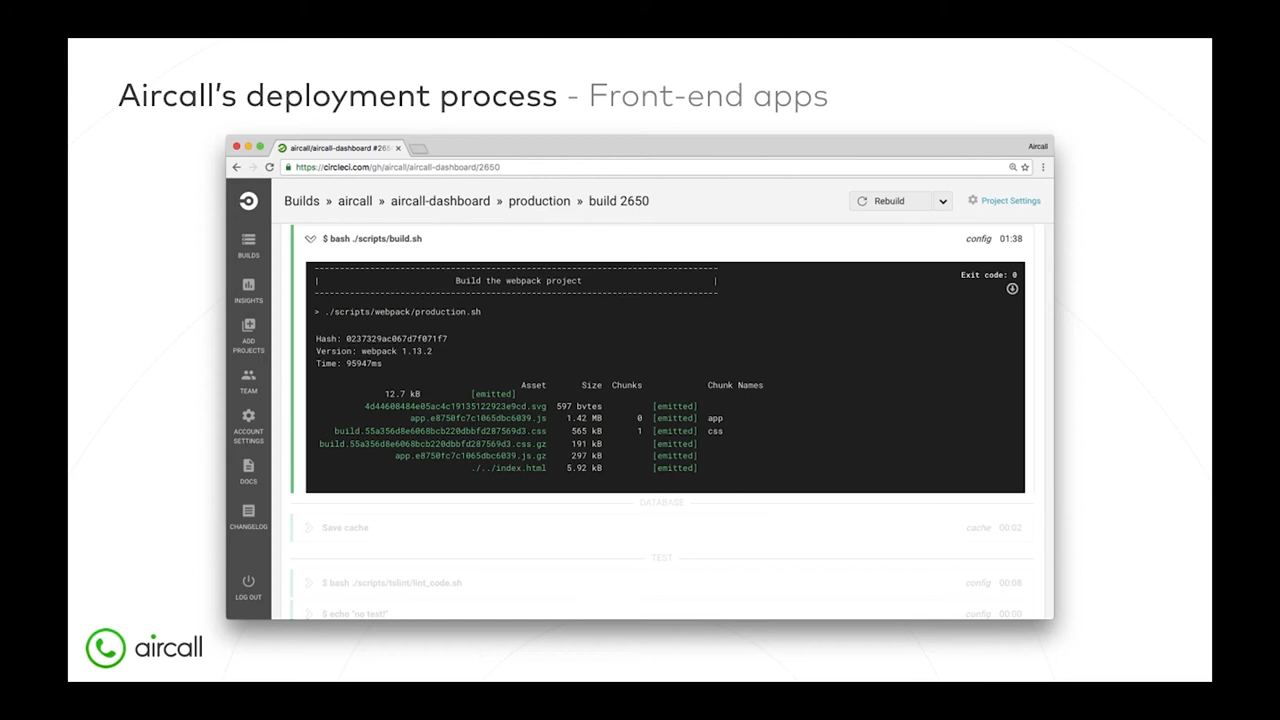 Aircall's deployment process - Front-end apps
aircall/aircall-dashboard #265 ×
Aircall
https://circleci.com/gh/aircall/aircall-dashboard/2650
Builds » aircall » aircall-dashboard » production » build 2650
Rebuild
Project Settings
BUILDS
INSIGHTS
ADD
PROJECTS
TEAM
ACCOUNT
SETTINGS
DOCS
CHANGELOG
LOG OUT
$ bash ./scripts/build.sh config 01:38
Exit code: 0
| Build the webpack project |
> ./scripts/webpack/production.sh
Hash: 0237329ac067d7f071f7
Version: webpack 1.13.2
Time: 95947ms
Asset Size Chunks Chunk Names
12.7 kB [emitted]
4d44608484e05ac4c19135122923e9cd.svg 597 bytes [emitted]
app.e8750fc7c1065dbc6039.js 1.42 MB 0 [emitted] app
build.55a356d8e6068bcb220dbbfd287569d3.css 565 kB 1 [emitted] css
build.55a356d8e6068bcb220dbbfd287569d3.css.gz 191 kB [emitted]
app.e8750fc7c1065dbc6039.js.gz 297 kB [emitted]
./../index.html 5.92 kB [emitted]
DATABASE
Save cache cache 00:02
TEST
$ bash ./scripts/tslint/lint_code.sh config 00:08
$ echo "no test!" config 00:00
aircall